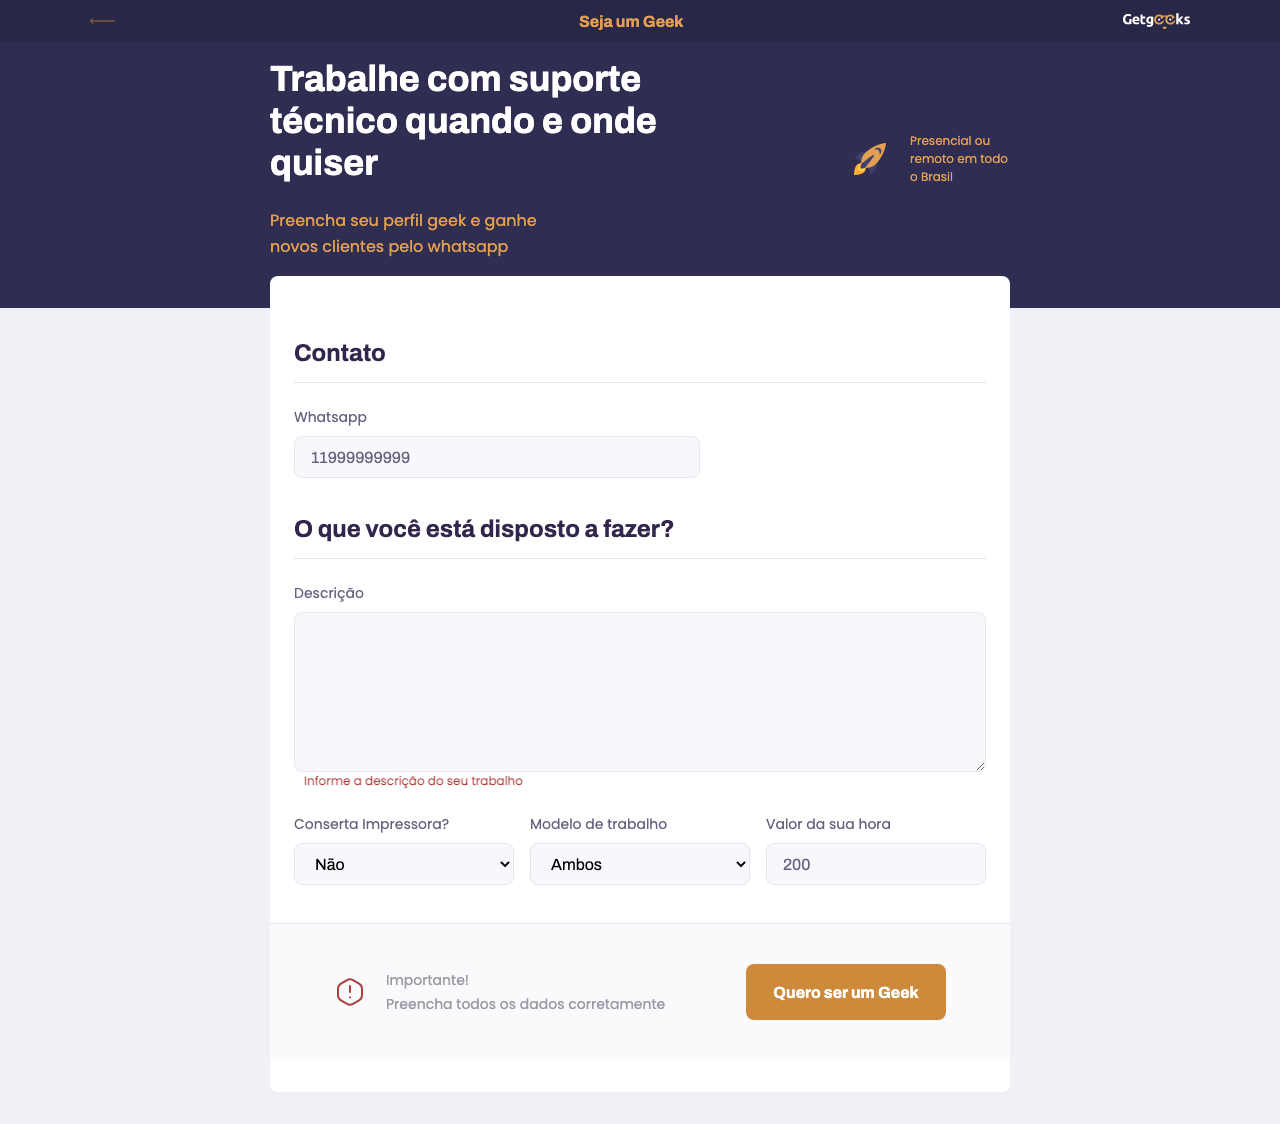 Seja um Geek
Getgeeks
Trabalhe com suporte
técnico quando e onde
quiser
Presencial ou
remoto em todo
o Brasil
Preencha seu perfil geek e ganhe
novos clientes pelo whatsapp
Contato
Whatsapp
11999999999
O que você está disposto a fazer?
Descrição
Informe a descrição do seu trabalho
Conserta Impressora?
Modelo de trabalho
Valor da sua hora
Não
Ambos
200
Importante!
Preencha todos os dados corretamente
Quero ser um Geek